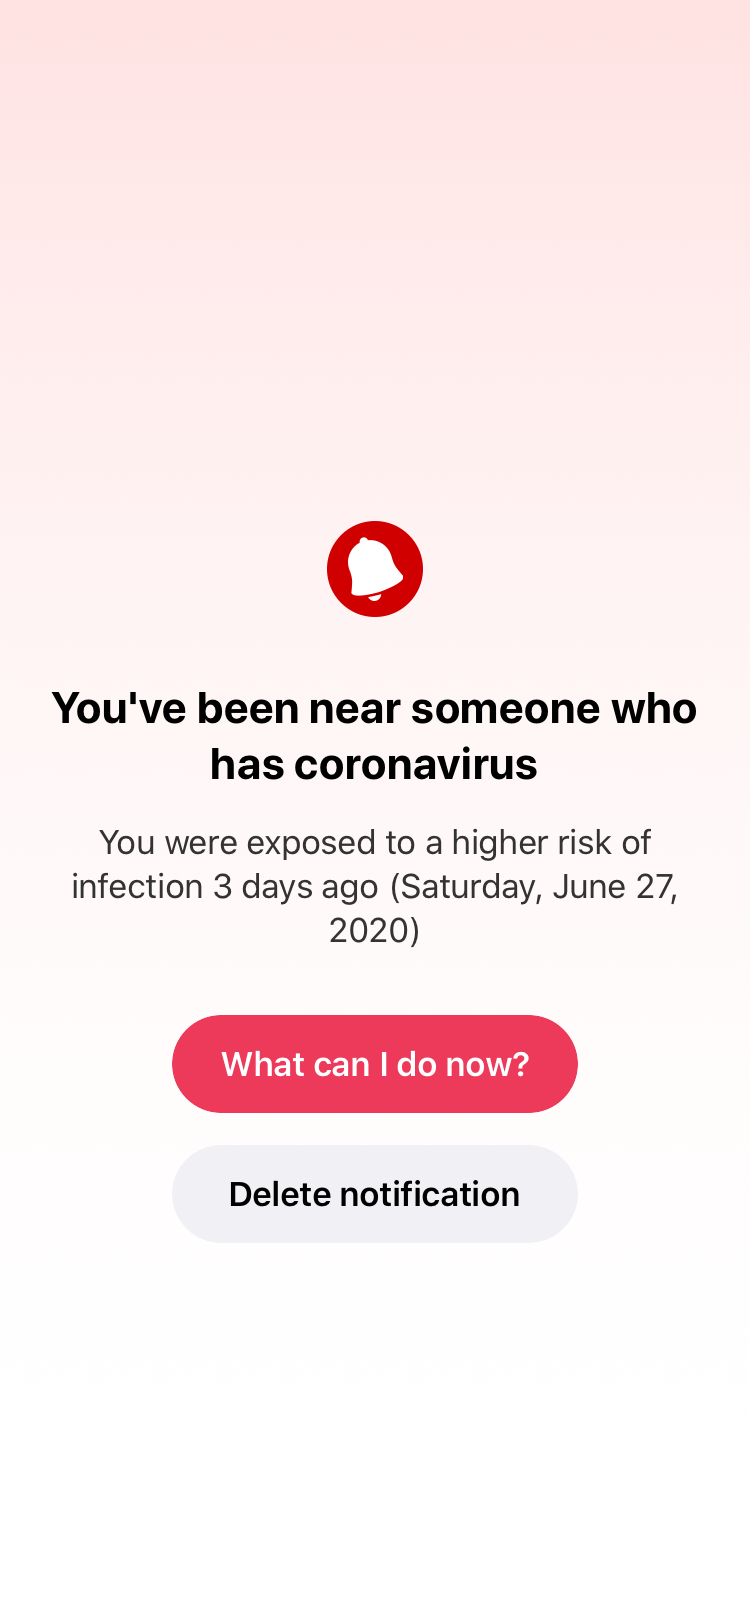 You've been near someone who
has coronavirus
You were exposed to a higher risk of
infection 3 days ago (Saturday, June 27,
2020)
What can I do now?
Delete notification